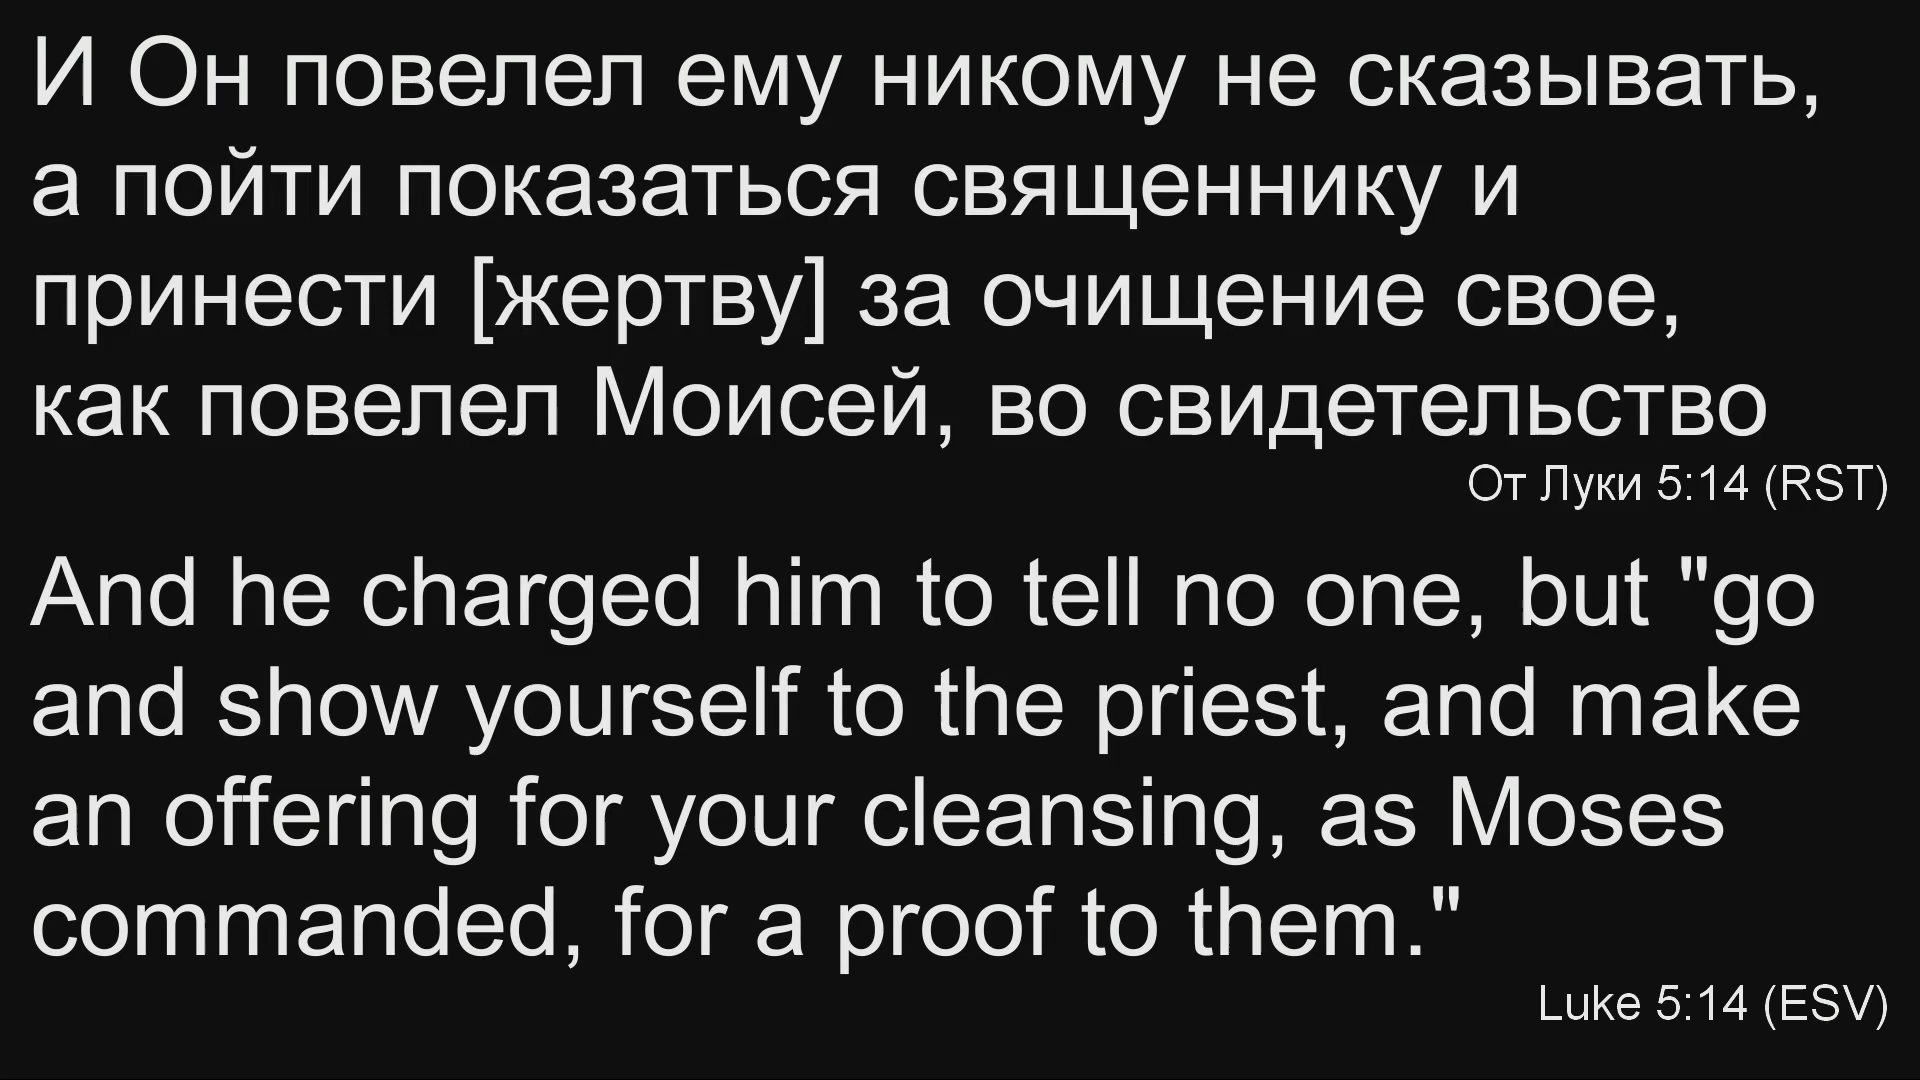 И Он повелел ему никому не сказывать,
а пойти показаться священнику и
принести [жертву] за очищение свое,
как повелел Моисей, во свидетельство
От Луки 5:14 (RST)
And he charged him to tell no one, but "go
and show yourself to the priest, and make
an offering for your cleansing, as Moses
commanded, for a proof to them."
Luke 5:14 (ESV)